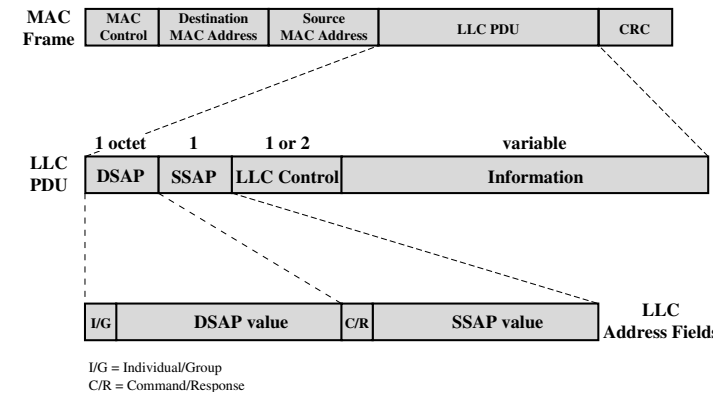 MAC
Frame
MAC
Control
Destination
MAC Address
Source
MAC Address
LLC PDU
CRC
1 octet
1
1 or 2
variable
LLC
PDU
DSAP
SSAP
LLC Control
Information
I/G
DSAP value
C/R
SSAP value
LLC
Address Fields
I/G = Individual/Group
C/R = Command/Response